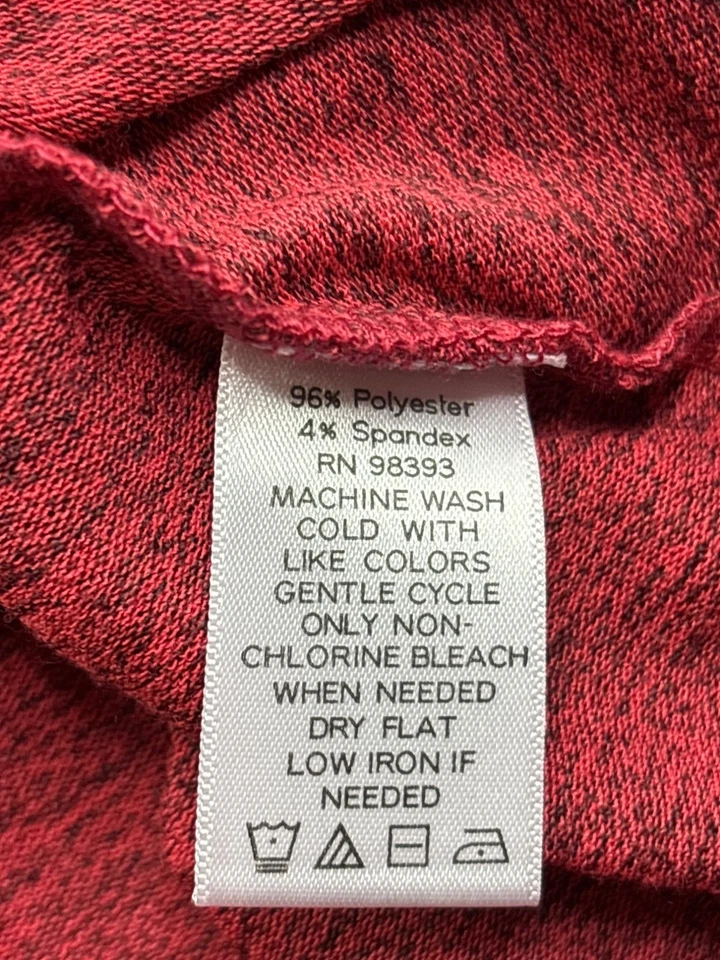 96% Polyester
4% Spandex
RN 98393
MACHINE WASH
COLD WITH
LIKE COLORS
GENTLE CYCLE
ONLY NON-
CHLORINE BLEACH
WHEN NEEDED
DRY FLAT
LOW IRON IF
NEEDED